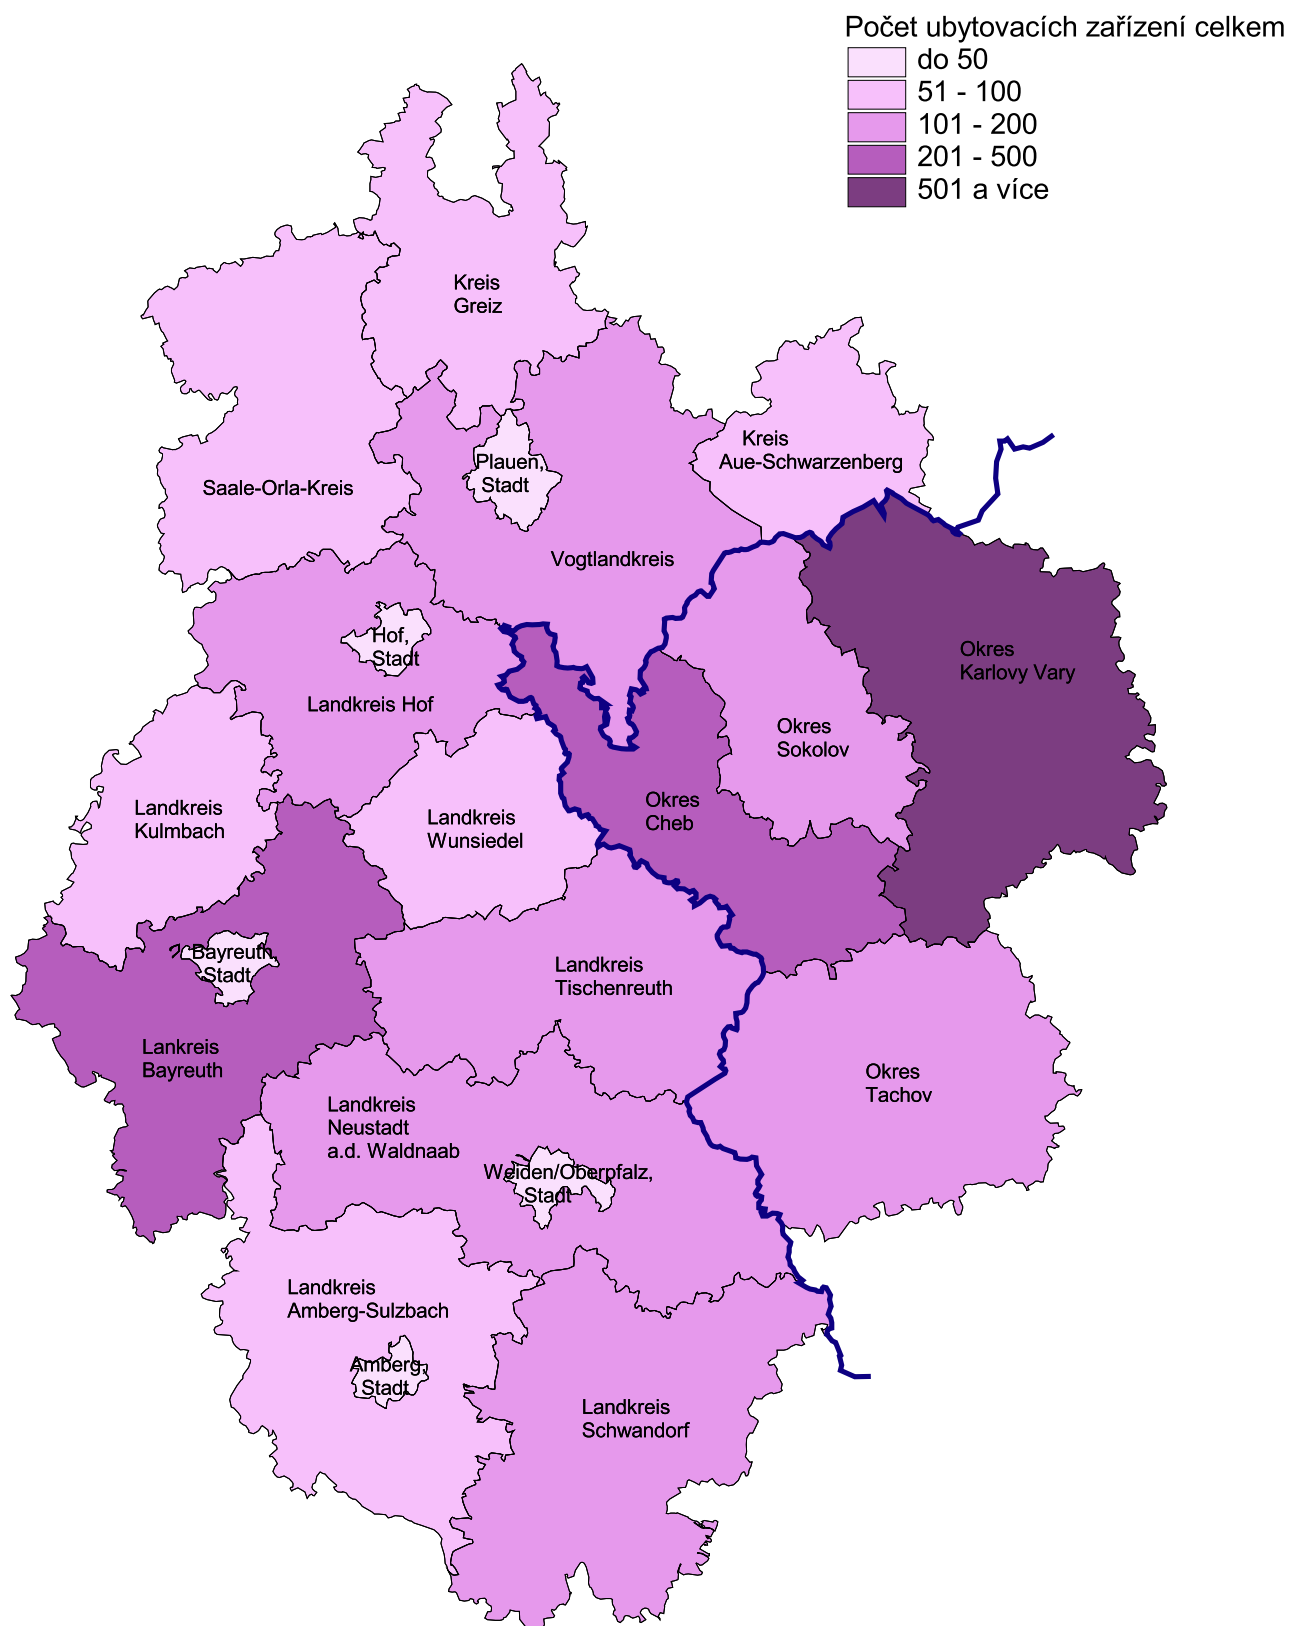 Počet ubytovacích zařízení celkem
do 50
51 - 100
101 - 200
201 - 500
501 a více
Kreis
Greiz
Kreis
Aue-Schwarzenberg
Plauen,
Stadt
Saale-Orla-Kreis
Vogtlandkreis
Hof,
Stadt
Okres
Karlovy Vary
Landkreis Hof
Okres
Sokolov
Okres
Cheb
Landkreis
Kulmbach
Landkreis
Wunsiedel
Bayreuth,
Stadt
Landkreis
Tischenreuth
Lankreis
Bayreuth
Okres
Tachov
Landkreis
Neustadt
a.d. Waldnaab
Weiden/Oberpfalz,
Stadt
Landkreis
Amberg-Sulzbach
Amberg,
Stadt
Landkreis
Schwandorf